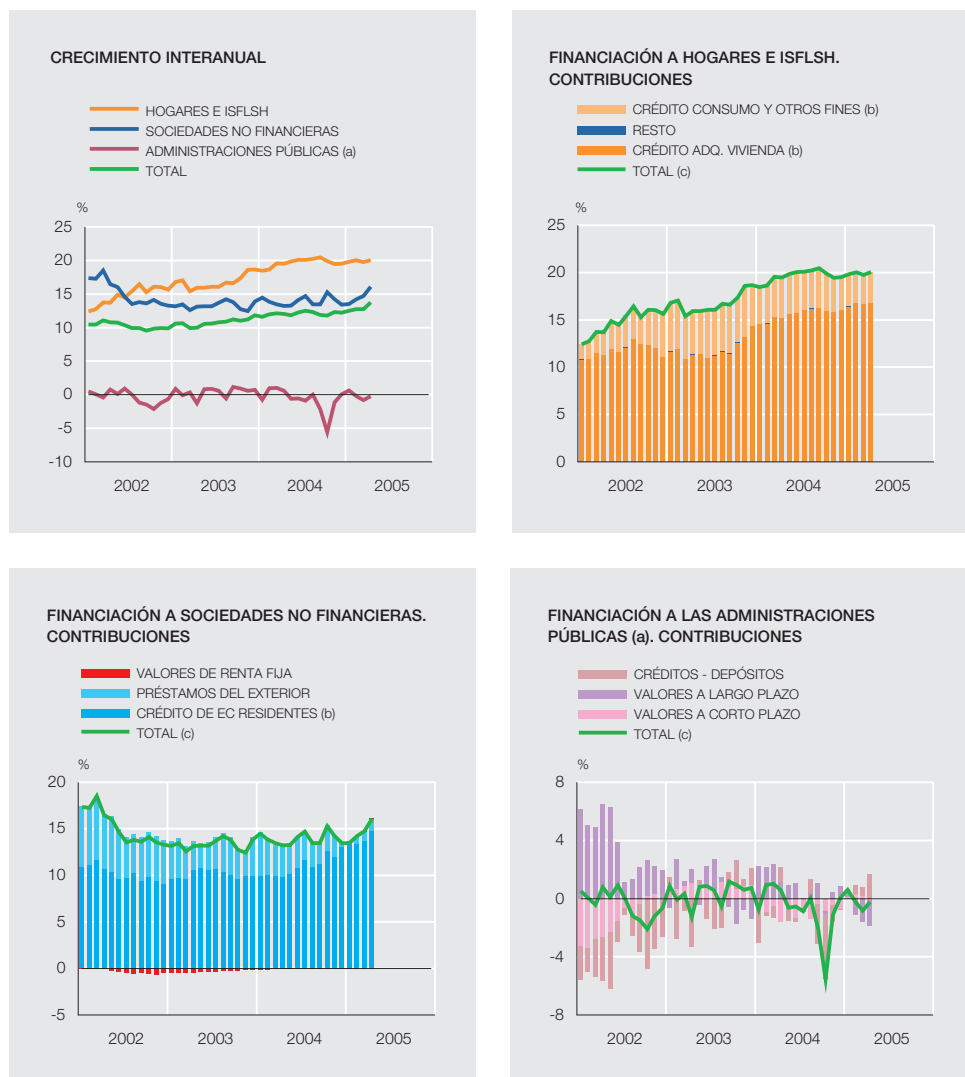 CRECIMIENTO INTERANUAL
HOGARES E ISFLSH
SOCIEDADES NO FINANCIERAS
ADMINISTRACIONES PÚBLICAS (a)
TOTAL
%
25
20
15
10
5
0
-5
-10
2002 2003 2004 2005
FINANCIACIÓN A HOGARES E ISFLSH.
CONTRIBUCIONES
CRÉDITO CONSUMO Y OTROS FINES (b)
RESTO
CRÉDITO ADQ. VIVIENDA (b)
TOTAL (c)
%
25
20
15
10
5
0
2002 2003 2004 2005
FINANCIACIÓN A SOCIEDADES NO FINANCIERAS.
CONTRIBUCIONES
VALORES DE RENTA FIJA
PRÉSTAMOS DEL EXTERIOR
CRÉDITO DE EC RESIDENTES (b)
TOTAL (c)
%
20
15
10
5
0
-5
2002 2003 2004 2005
FINANCIACIÓN A LAS ADMINISTRACIONES
PÚBLICAS (a). CONTRIBUCIONES
CRÉDITOS - DEPÓSITOS
VALORES A LARGO PLAZO
VALORES A CORTO PLAZO
TOTAL (c)
%
8
4
0
-4
-8
2002 2003 2004 2005